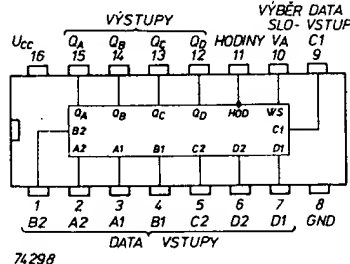 VÝSTUPY
VÝBĚR DATA
SLO- VSTUP
UCC QA QB QC QD HODINY VA C1
16 15 14 13 12 11 10 9
QA QB QC QD HOD WS
B2 C1
A2 A1 B1 C2 D2 D1
1 2 3 4 5 6 7 8
B2 A2 A1 B1 C2 D2 D1 GND
DATA VSTUPY
74298